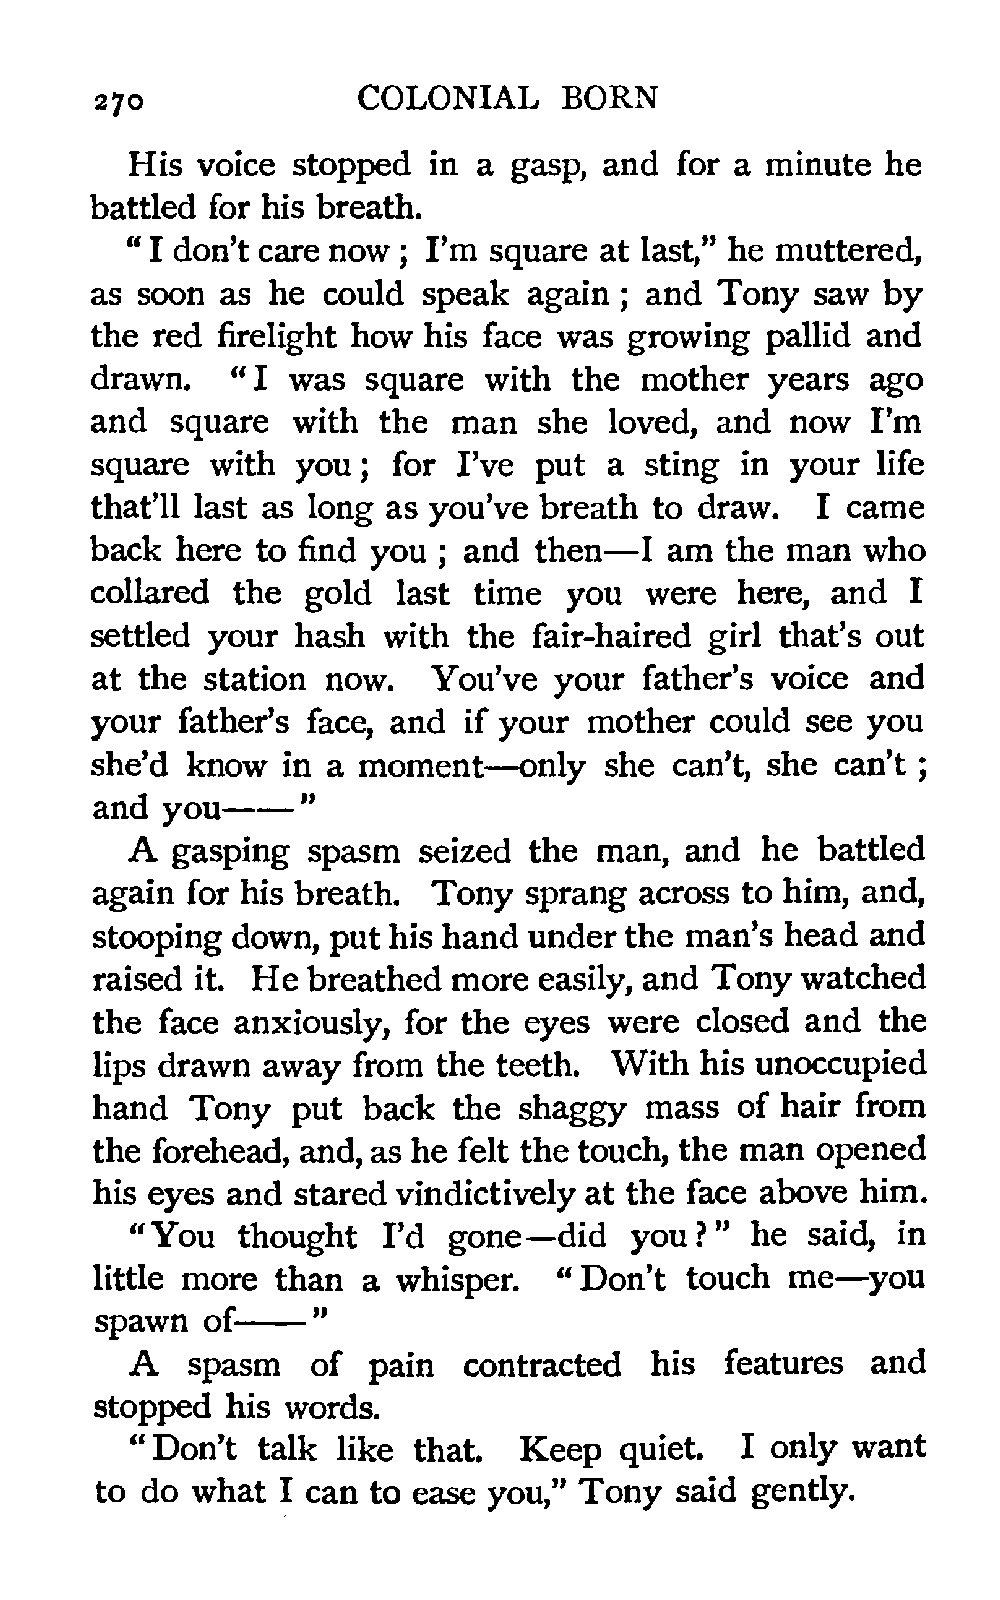 270 COLONIAL BORN
His voice stopped in a gasp, and for a minute he
battled for his breath.
“I don't care now ; I'm square at last,” he muttered,
as soon as he could speak again ; and Tony saw by
the red firelight how his face was growing pallid and
drawn. “I was square with the mother years ago
and square with the man she loved, and now I'm
square with you ; for I've put a sting in your life
that'll last as long as you've breath to draw. I came
back here to find you ; and then—I am the man who
collared the gold last time you were here, and I
settled your hash with the fair-haired girl that's out
at the station now. You've your father's voice and
your father's face, and if your mother could see you
she'd know in a moment—only she can't, she can't ;
and you——”
A gasping spasm seized the man, and he battled
again for his breath. Tony sprang across to him, and,
stooping down, put his hand under the man's head and
raised it. He breathed more easily, and Tony watched
the face anxiously, for the eyes were closed and the
lips drawn away from the teeth. With his unoccupied
hand Tony put back the shaggy mass of hair from
the forehead, and, as he felt the touch, the man opened
his eyes and stared vindictively at the face above him.
“You thought I'd gone—did you?” he said, in
little more than a whisper. “Don't touch me—you
spawn of——”
A spasm of pain contracted his features and
stopped his words.
“Don't talk like that. Keep quiet. I only want
to do what I can to ease you,” Tony said gently.